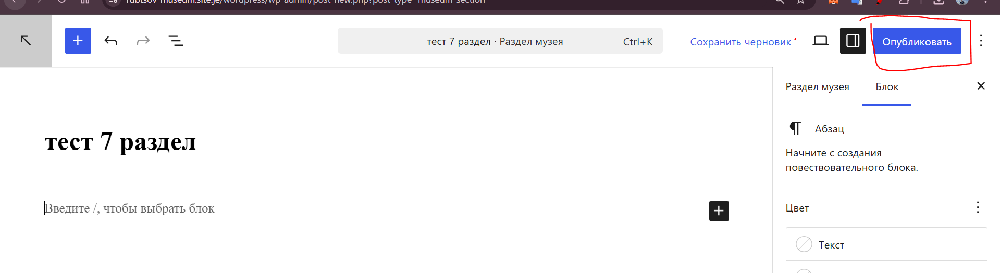 rubtsov-museum.site.je/wordpress/wp-admin/post-new.php?post_type=museum_section
тест 7 раздел · Раздел музея Ctrl+K
Сохранить черновик
Опубликовать
Раздел музея Блок
тест 7 раздел
Абзац
Начните с создания
повествовательного блока.
Введите /, чтобы выбрать блок
Цвет
Текст